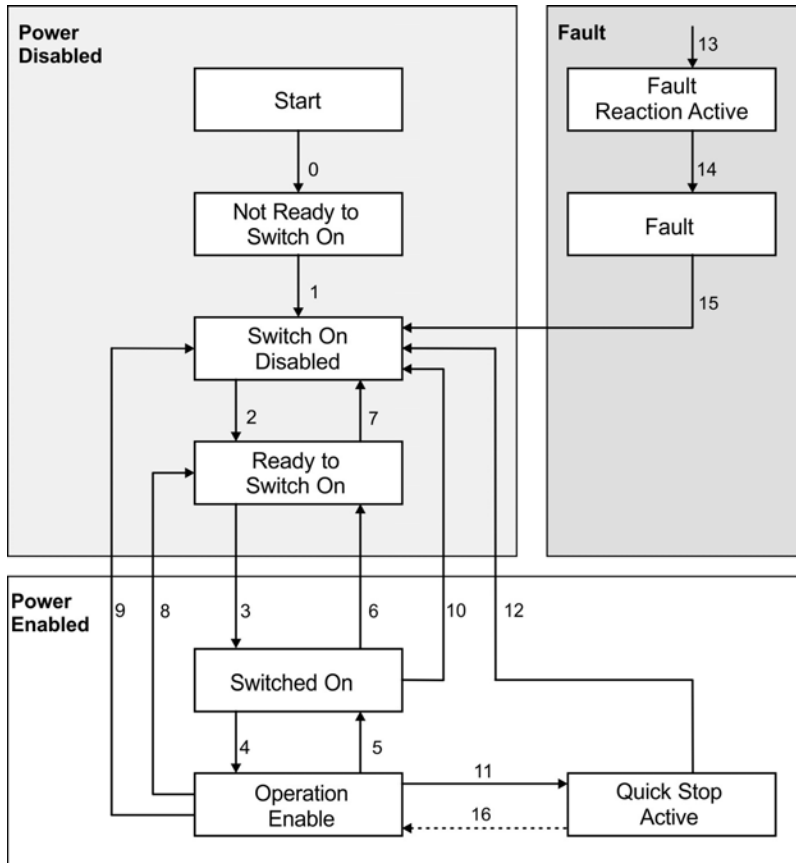 Power
Disabled
Start
0
Not Ready to
Switch On
1
Switch On
Disabled
2
7
Ready to
Switch On
Fault
13
Fault
Reaction Active
14
Fault
15
Power
Enabled
9
8
3
6
10
12
Switched On
4
5
Operation
Enable
11
16
Quick Stop
Active